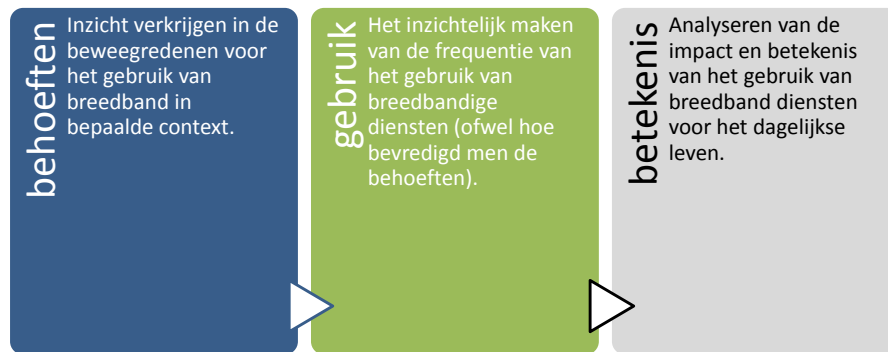 behoeften
Inzicht verkrijgen in de
beweegredenen voor
het gebruik van
breedband in
bepaalde context.
gebruik
Het inzichtelijk maken
van de frequentie van
het gebruik van
breedbandige
diensten (ofwel hoe
bevredigd men de
behoeften).
betekenis
Analyseren van de
impact en betekenis
van het gebruik van
breedband diensten
voor het dagelijkse
leven.